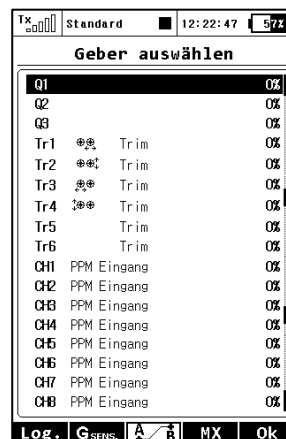 Tx Standard 12:22:47 57%
Geber auswählen
Q1 0%
Q2 0%
Q3 0%
Tr1 Trim 0%
Tr2 Trim 0%
Tr3 Trim 0%
Tr4 Trim 0%
Tr5 Trim 0%
Tr6 Trim 0%
CH1 PPM Eingang 0%
CH2 PPM Eingang 0%
CH3 PPM Eingang 0%
CH4 PPM Eingang 0%
CH5 PPM Eingang 0%
CH6 PPM Eingang 0%
CH7 PPM Eingang 0%
CH8 PPM Eingang 0%
Log. GSENS. A B MX Ok